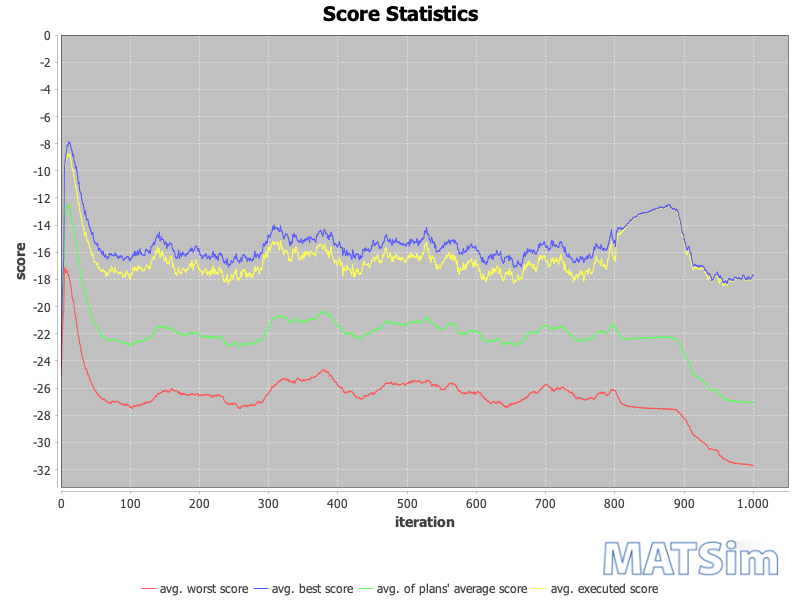 Score Statistics
0
-2
-4
-6
-8
-10
-12
-14
-16
-18
-20
-22
-24
-26
-28
-30
-32
score
0 100 200 300 400 500 600 700 800 900 1.000
iteration
MATSim
avg. worst score avg. best score avg. of plans' average score avg. executed score